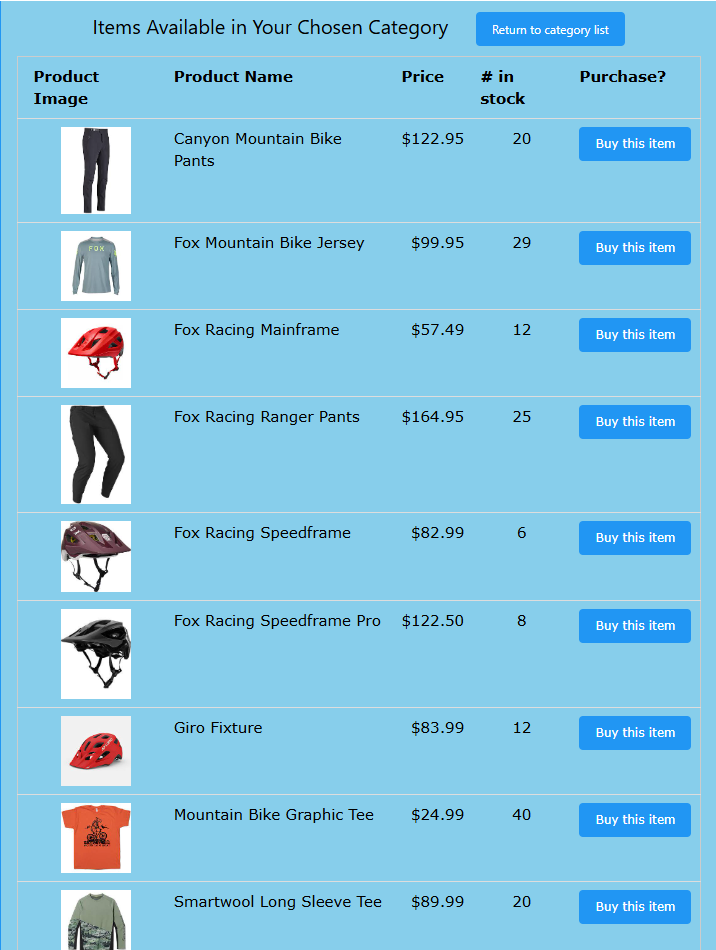 Items Available in Your Chosen Category Return to category list
Product Image Product Name Price # in stock Purchase?
Canyon Mountain Bike Pants $122.95 20 Buy this item
FOX
Fox Mountain Bike Jersey $99.95 29 Buy this item
Fox Racing Mainframe $57.49 12 Buy this item
Fox Racing Ranger Pants $164.95 25 Buy this item
Fox Racing Speedframe $82.99 6 Buy this item
Fox Racing Speedframe Pro $122.50 8 Buy this item
Giro Fixture $83.99 12 Buy this item
Mountain Bike Graphic Tee $24.99 40 Buy this item
Smartwool Long Sleeve Tee $89.99 20 Buy this item